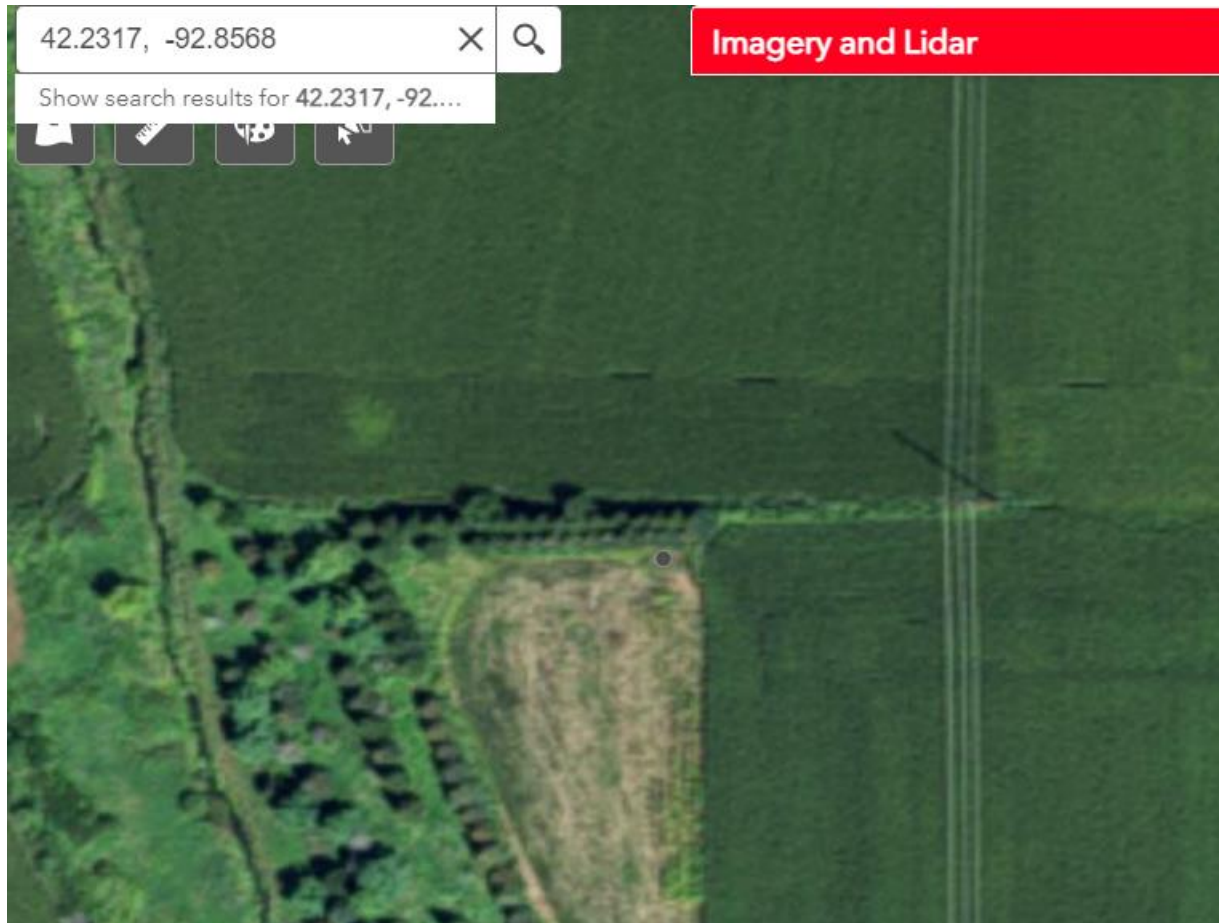 42.2317, -92.8568
Imagery and Lidar
Show search results for 42.2317, -92....